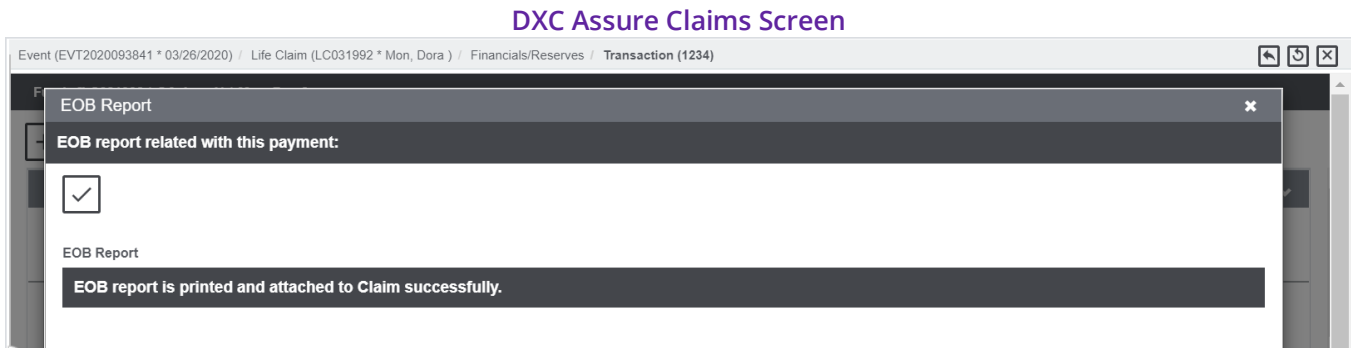 DXC Assure Claims Screen
Event (EVT2020093841 * 03/26/2020) / Life Claim (LC031992 * Mon, Dora ) / Financials/Reserves / Transaction (1234)
EOB Report
EOB report related with this payment:
EOB Report
EOB report is printed and attached to Claim successfully.